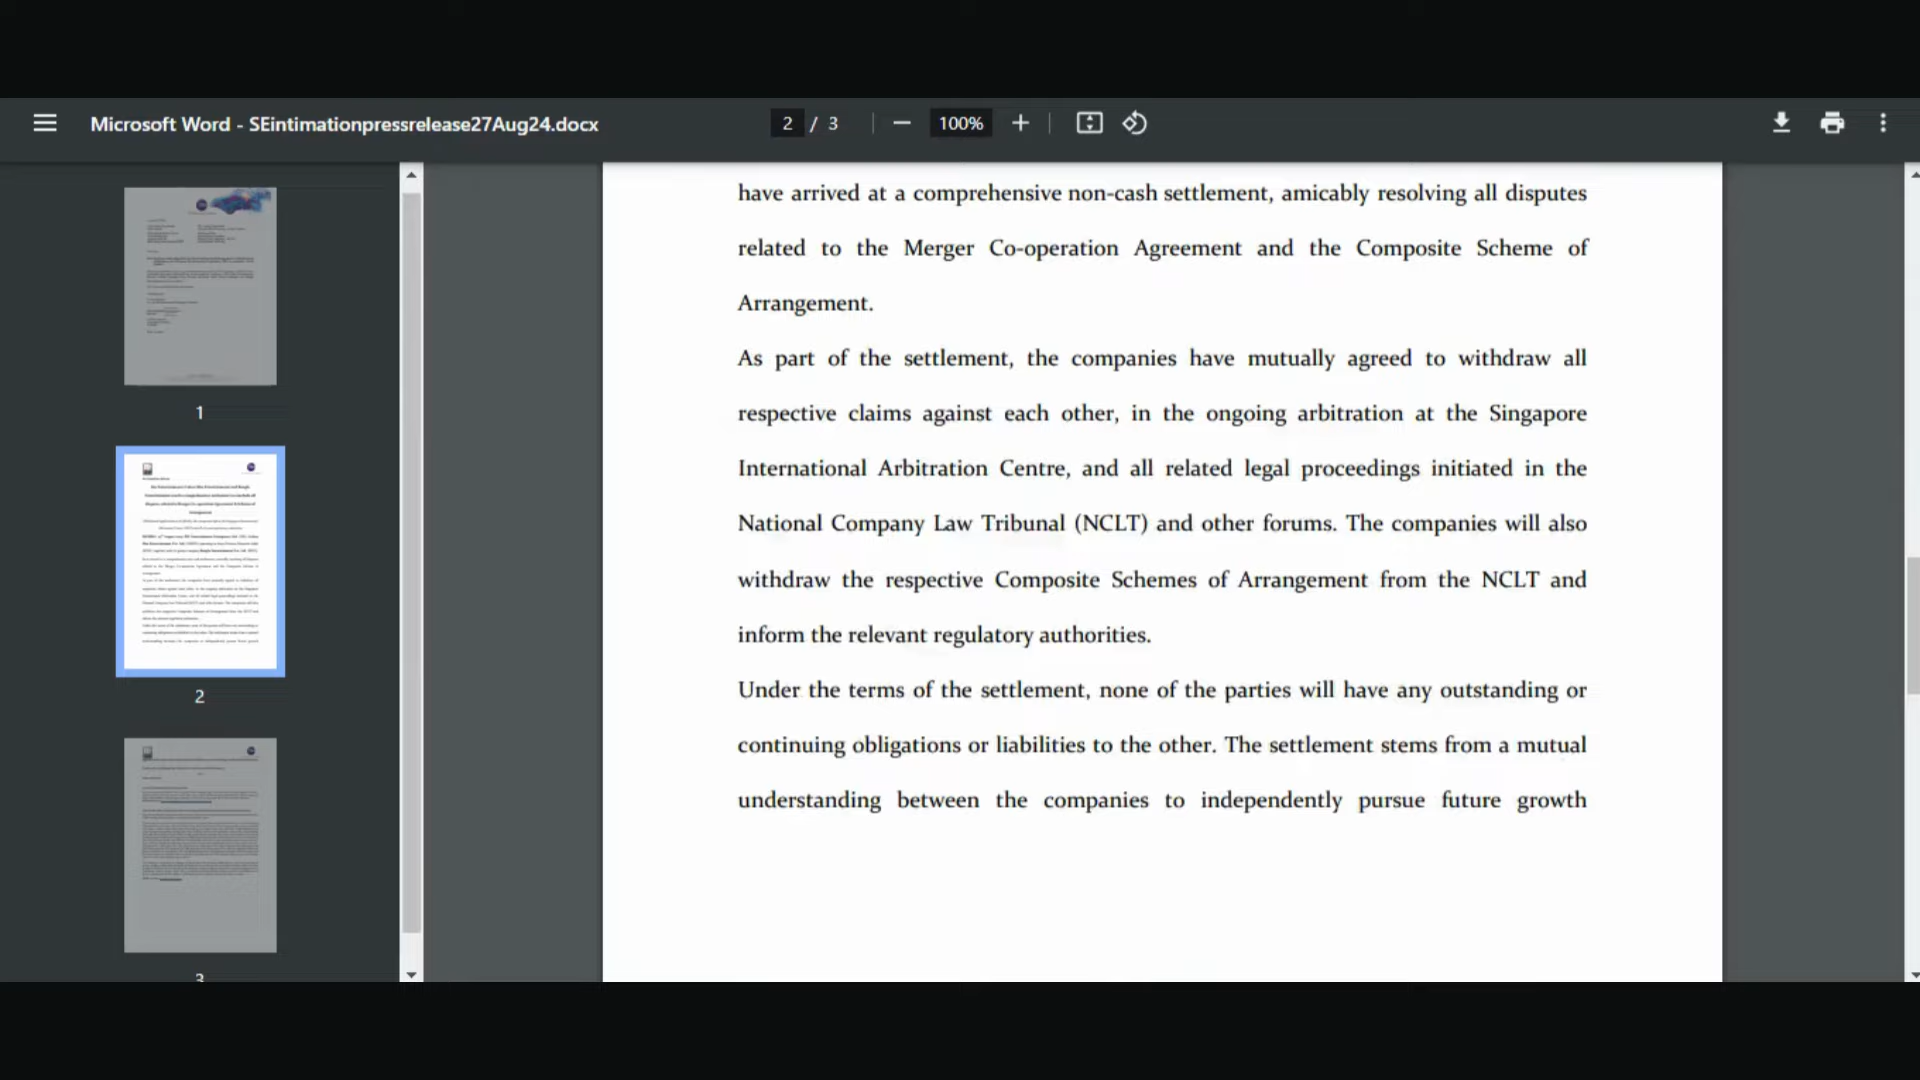 Microsoft Word - SEintimationpressrelease27Aug24.docx
2 / 3
100%
1
2
3
have arrived at a comprehensive non-cash settlement, amicably resolving all disputes
related to the Merger Co-operation Agreement and the Composite Scheme of
Arrangement.
As part of the settlement, the companies have mutually agreed to withdraw all
respective claims against each other, in the ongoing arbitration at the Singapore
International Arbitration Centre, and all related legal proceedings initiated in the
National Company Law Tribunal (NCLT) and other forums. The companies will also
withdraw the respective Composite Schemes of Arrangement from the NCLT and
inform the relevant regulatory authorities.
Under the terms of the settlement, none of the parties will have any outstanding or
continuing obligations or liabilities to the other. The settlement stems from a mutual
understanding between the companies to independently pursue future growth